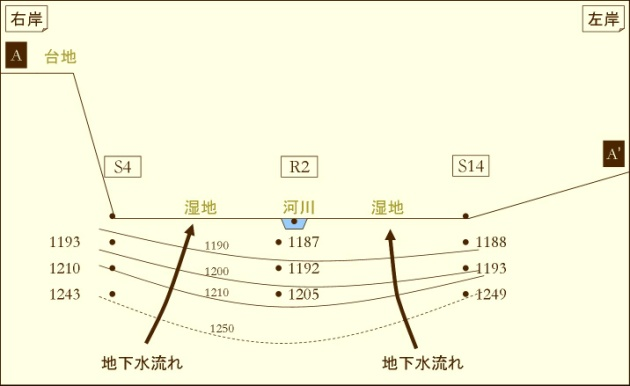 右岸
左岸
A
台地
A'
S4
R2
S14
湿地
河川
湿地
1193
1190
1187
1188
1210
1200
1192
1193
1243
1210
1205
1249
1250
地下水流れ
地下水流れ